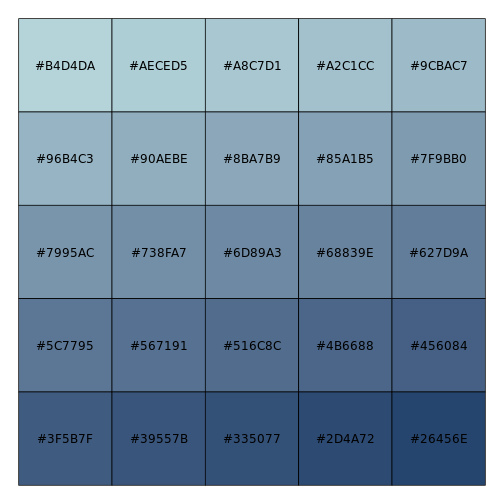 #B4D4DA #AECED5 #A8C7D1 #A2C1CC #9CBAC7
#96B4C3 #90AEBE #8BA7B9 #85A1B5 #7F9BB0
#7995AC #738FA7 #6D89A3 #68839E #627D9A
#5C7795 #567191 #516C8C #4B6688 #456084
#3F5B7F #39557B #335077 #2D4A72 #26456E